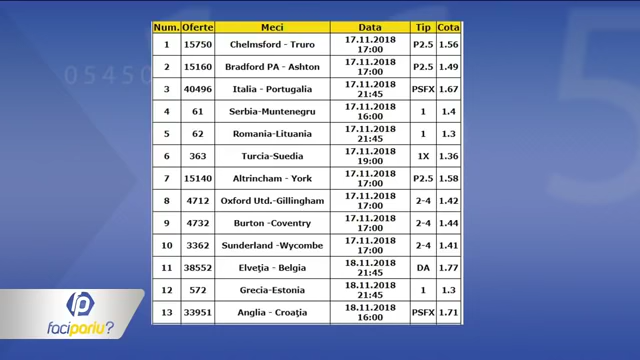 Num. Oferte Meci Data Tip Cota
1 15750 Chelmsford - Truro 17.11.2018 17:00 P2.5 1.56
2 15160 Bradford PA - Ashton 17.11.2018 17:00 P2.5 1.49
3 40496 Italia - Portugalia 17.11.2018 21:45 PSFX 1.67
4 61 Serbia-Muntenegru 17.11.2018 16:00 1 1.4
5 62 Romania-Lituania 17.11.2018 21:45 1 1.3
6 363 Turcia-Suedia 17.11.2018 19:00 1X 1.36
7 15140 Altrincham - York 17.11.2018 17:00 P2.5 1.58
8 4712 Oxford Utd.-Gillingham 17.11.2018 17:00 2-4 1.42
9 4732 Burton -Coventry 17.11.2018 17:00 2-4 1.44
10 3362 Sunderland -Wycombe 17.11.2018 17:00 2-4 1.41
11 38552 Elveția - Belgia 18.11.2018 21:45 DA 1.77
12 572 Grecia-Estonia 18.11.2018 21:45 1 1.3
13 33951 Anglia - Croația 18.11.2018 16:00 PSFX 1.71
05450
5
faci pariu?